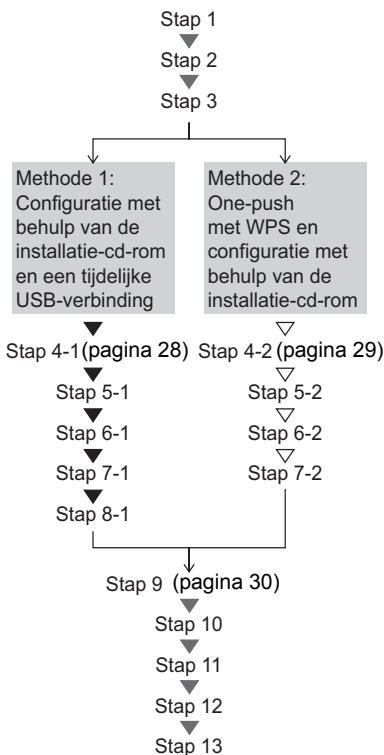 Stap 1
Stap 2
Stap 3
Methode 1:
Configuratie met
behulp van de
installatie-cd-rom
en een tijdelijke
USB-verbinding
Methode 2:
One-push
met WPS en
configuratie met
behulp van de
installatie-cd-rom
Stap 4-1(pagina 28)
Stap 5-1
Stap 6-1
Stap 7-1
Stap 8-1
Stap 4-2 (pagina 29)
Stap 5-2
Stap 6-2
Stap 7-2
Stap 9 (pagina 30)
Stap 10
Stap 11
Stap 12
Stap 13